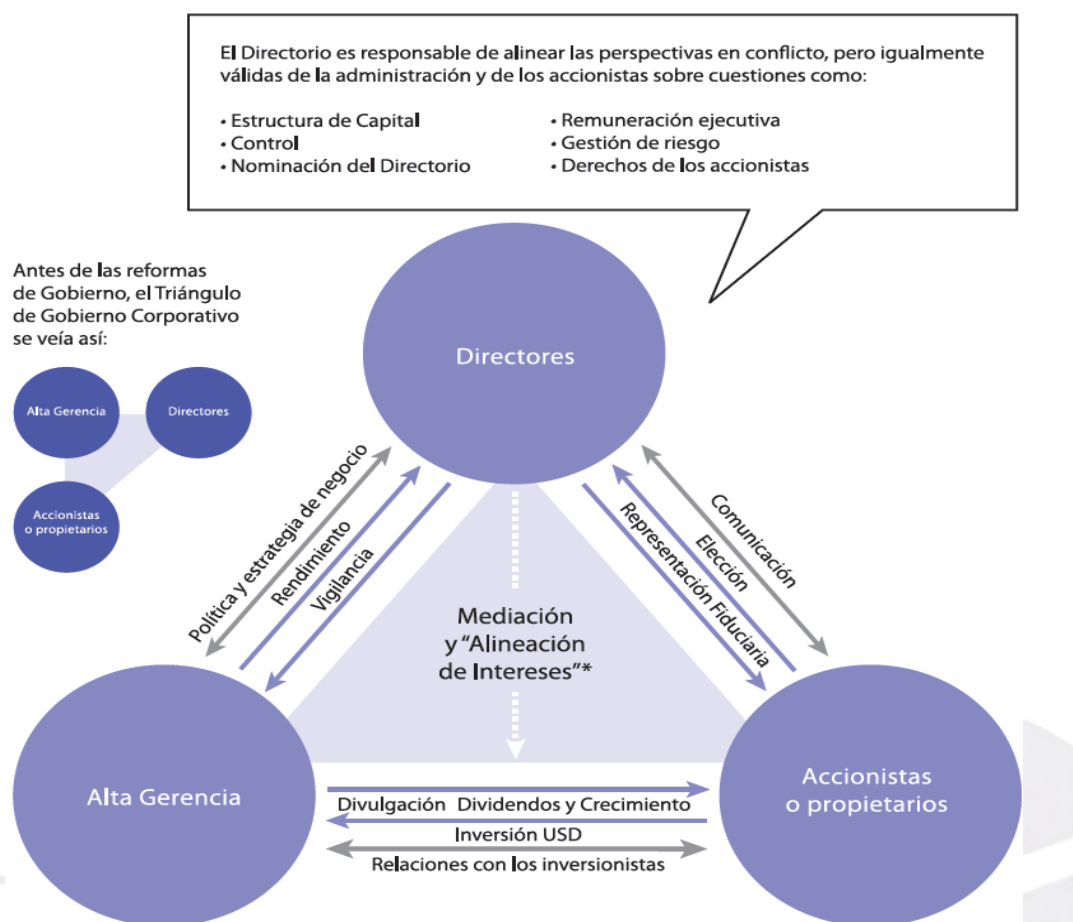 El Directorio es responsable de alinear las perspectivas en conflicto, pero igualmente
válidas de la administración y de los accionistas sobre cuestiones como:
• Estructura de Capital
• Control
• Nominación del Directorio
• Remuneración ejecutiva
• Gestión de riesgo
• Derechos de los accionistas
Antes de las reformas
de Gobierno, el Triángulo
de Gobierno Corporativo
se veía así:
Alta Gerencia
Directores
Accionistas
o propietarios
Directores
Política y estrategia de negocio
Rendimiento
Vigilancia
Comunicación
Elección
Representación Fiduciaria
Mediación
y “Alineación
de Intereses”*
Alta Gerencia
Accionistas
o propietarios
Divulgación Dividendos y Crecimiento
Inversión USD
Relaciones con los inversionistas